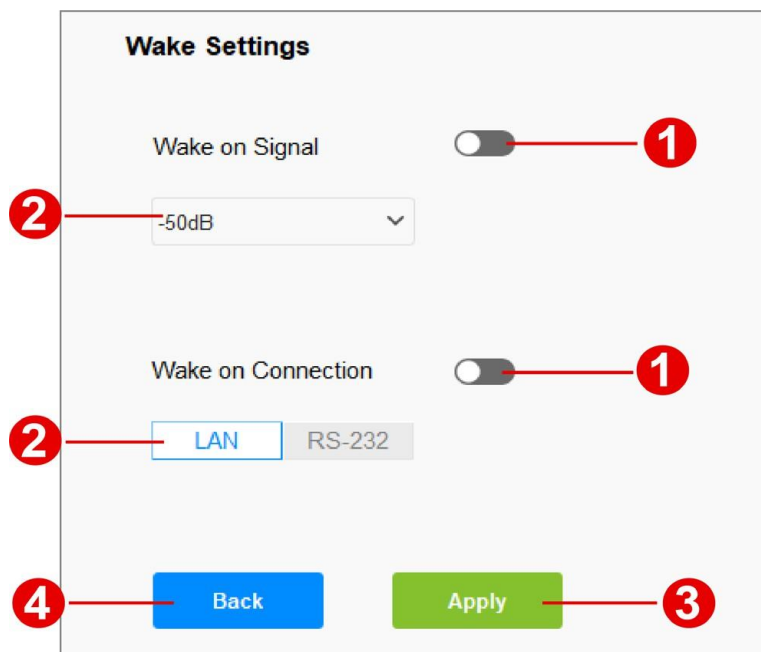 Wake Settings
Wake on Signal 1
2 -50dB
Wake on Connection 1
2 LAN RS-232
4 Back Apply 3